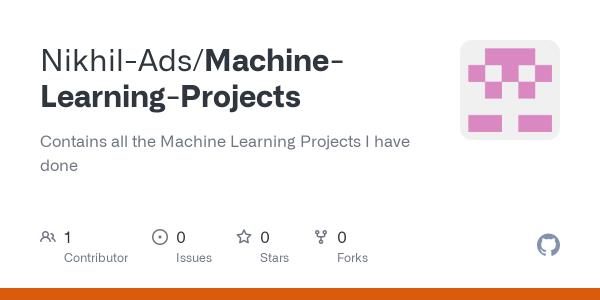 Nikhil-Ads/Machine-
Learning-Projects
Contains all the Machine Learning Projects I have
done
1 0 0 0
Contributor Issues Stars Forks